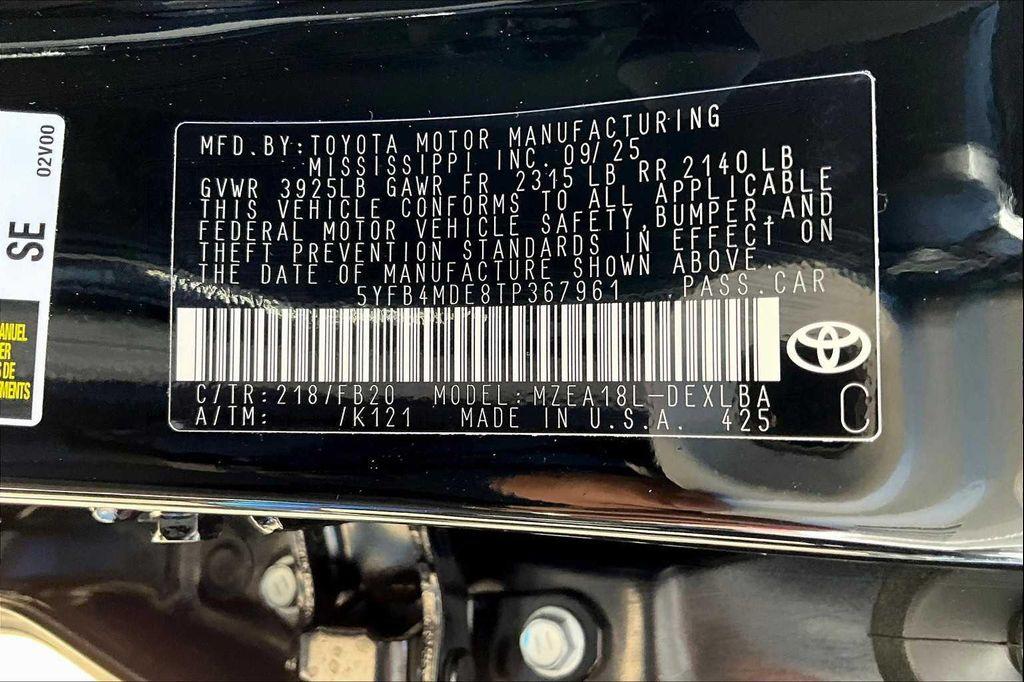 02V00
SE
MFD.BY:TOYOTA MOTOR MANUFACTURING
MISSISSIPPI INC. 09/25
GVWR 3925LB GAWR FR 2315 LB RR 2140 LB
THIS VEHICLE CONFORMS TO ALL APPLICABLE
FEDERAL MOTOR VEHICLE SAFETY,BUMPER,AND
THEFT PREVENTION STANDARDS IN EFFECT ON
THE DATE OF MANUFACTURE SHOWN ABOVE.
5YFB4MDE8TP367961 PASS.CAR
C/TR:218/FB20 MODEL:MZEA18L-DEXLBA
A/TM: /K121 MADE IN U.S.A. 425
C